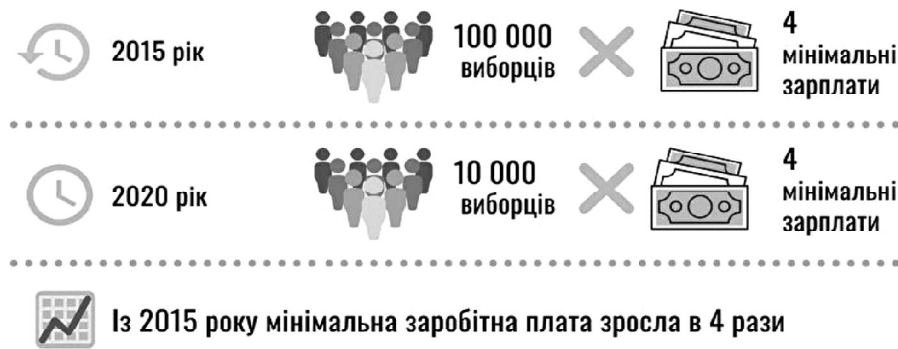 2015 рік
100 000
виборців
4
мінімальні
зарплати
2020 рік
10 000
виборців
4
мінімальні
зарплати
Із 2015 року мінімальна заробітна плата зросла в 4 рази